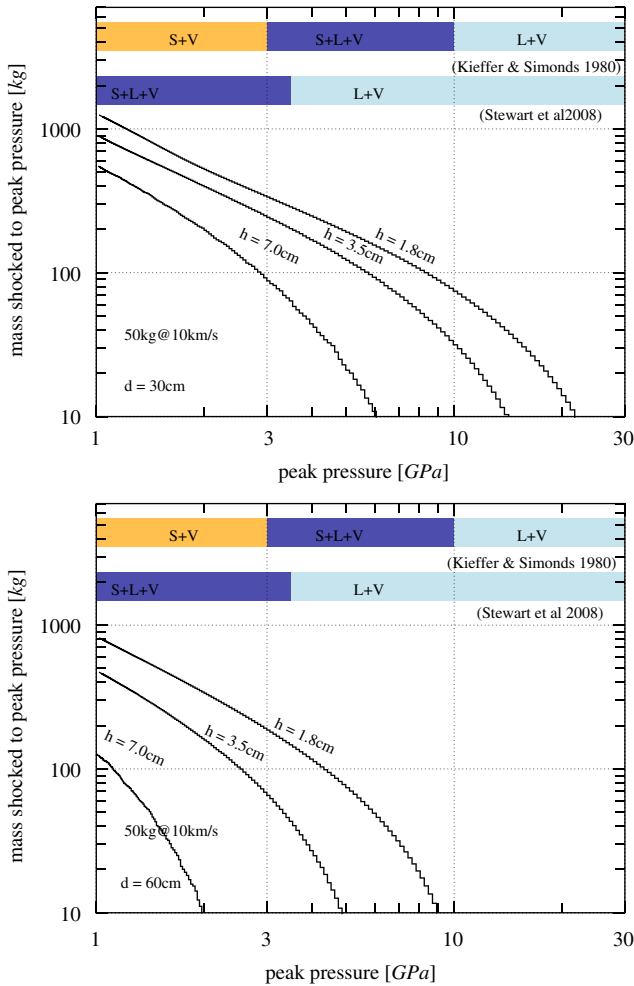 S+V S+L+V L+V
(Kieffer & Simonds 1980)
S+L+V L+V
(Stewart et al2008)
1000
100
10
mass shocked to peak pressure [kg]
h = 1.8cm
h = 3.5cm
h = 7.0cm
50kg@10km/s
d = 30cm
1 3 10 30
peak pressure [GPa]
S+V S+L+V L+V
(Kieffer & Simonds 1980)
S+L+V L+V
(Stewart et al 2008)
1000
100
10
mass shocked to peak pressure [kg]
h = 1.8cm
h = 3.5cm
h = 7.0cm
50kg@10km/s
d = 60cm
1 3 10 30
peak pressure [GPa]